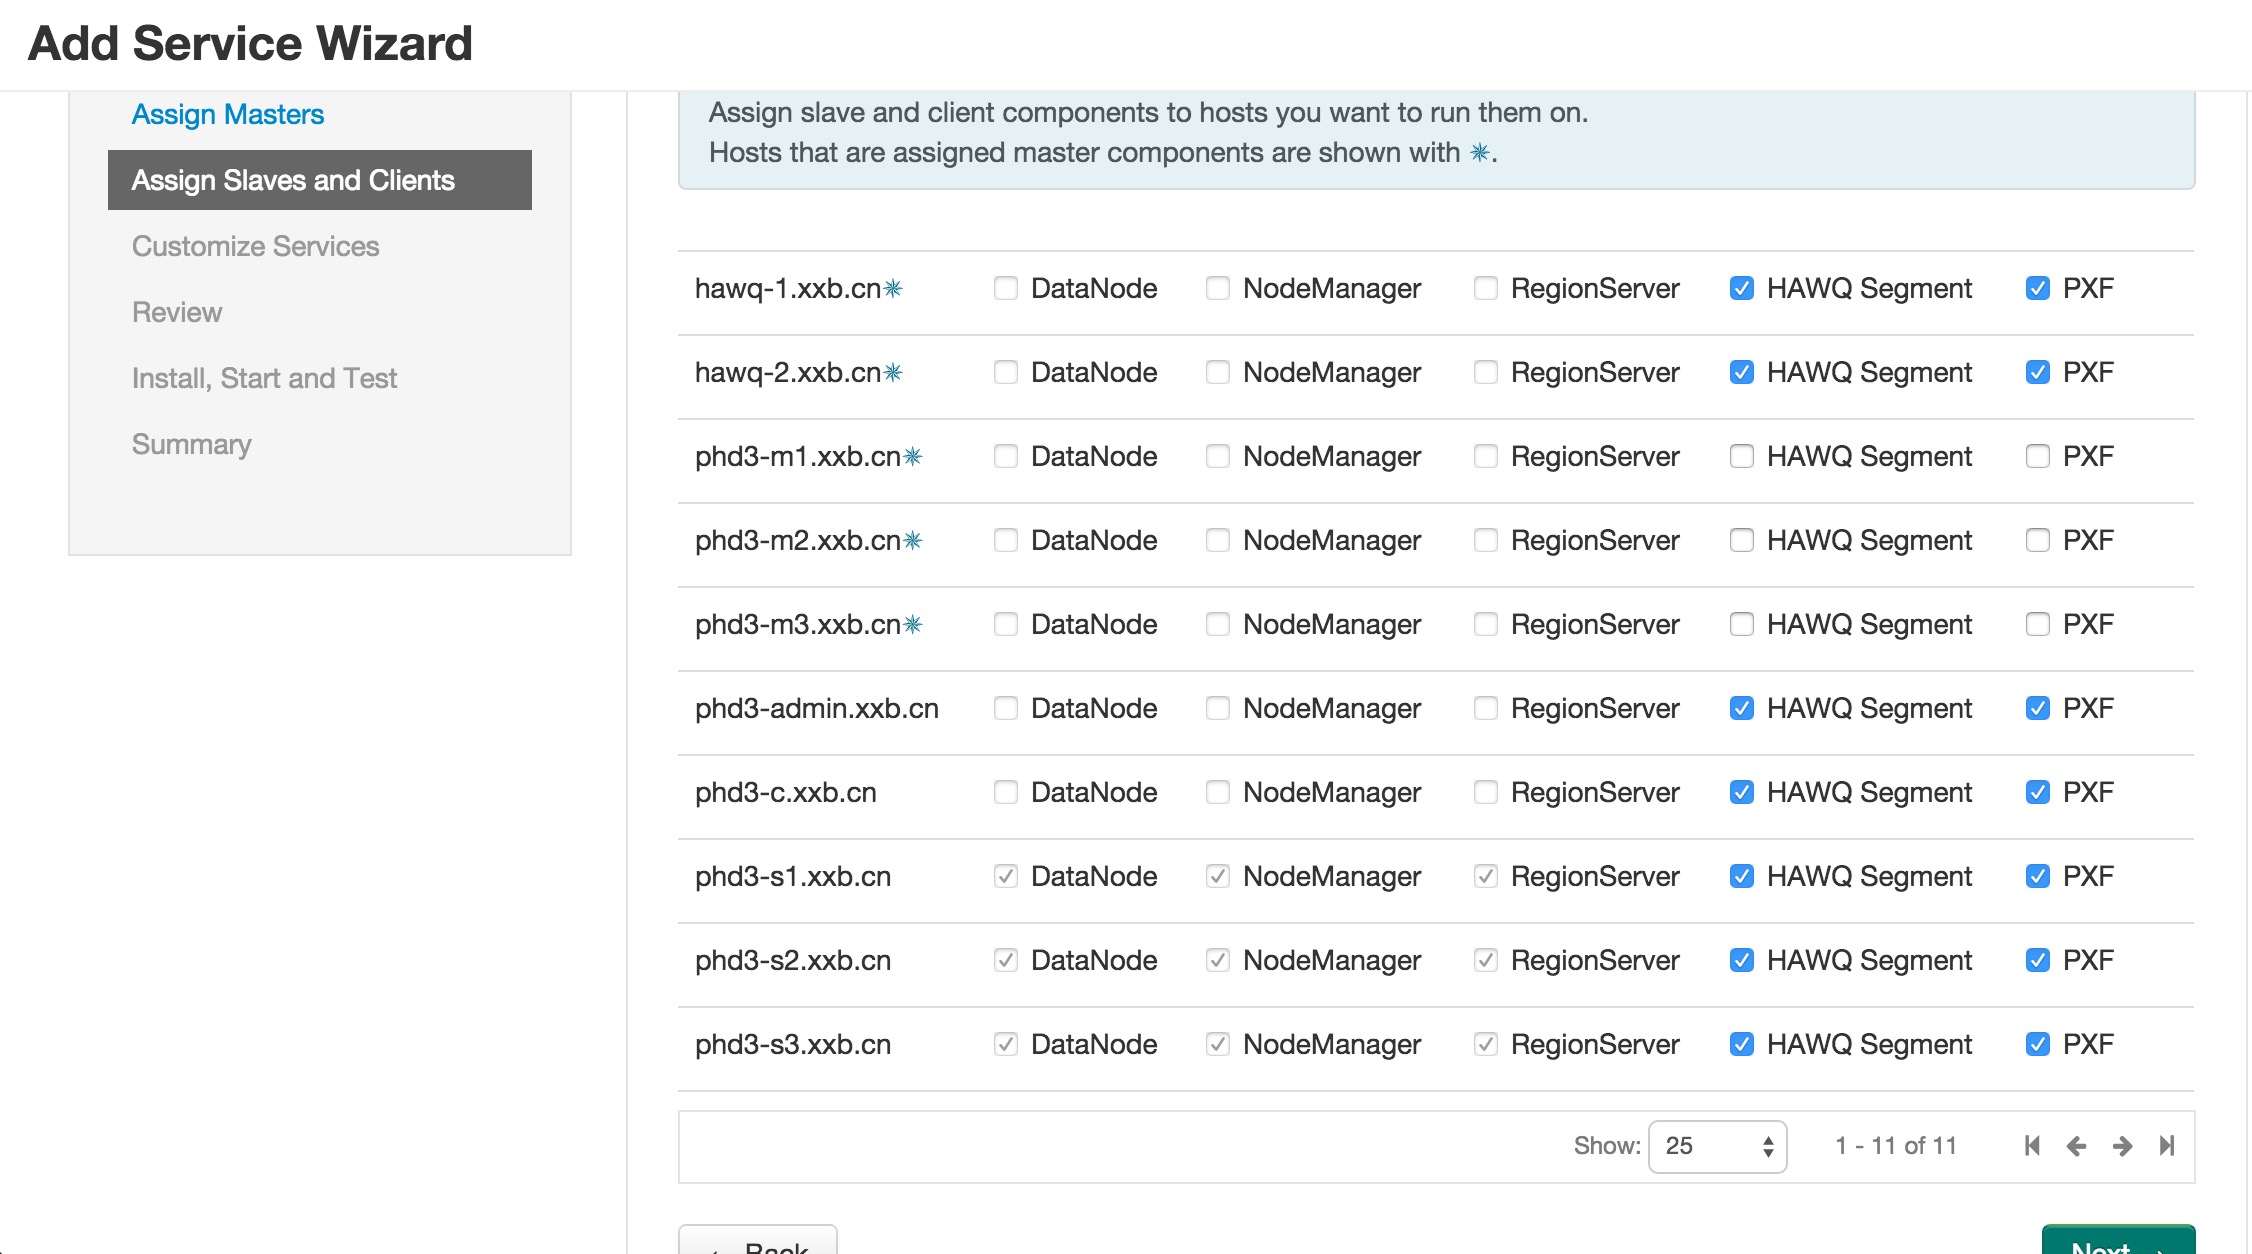 Add Service Wizard
Assign Masters
Assign Slaves and Clients
Customize Services
Review
Install, Start and Test
Summary
Assign slave and client components to hosts you want to run them on.
Hosts that are assigned master components are shown with ✳.
hawq-1.xxb.cn✳ DataNode NodeManager RegionServer HAWQ Segment PXF
hawq-2.xxb.cn✳ DataNode NodeManager RegionServer HAWQ Segment PXF
phd3-m1.xxb.cn✳ DataNode NodeManager RegionServer HAWQ Segment PXF
phd3-m2.xxb.cn✳ DataNode NodeManager RegionServer HAWQ Segment PXF
phd3-m3.xxb.cn✳ DataNode NodeManager RegionServer HAWQ Segment PXF
phd3-admin.xxb.cn DataNode NodeManager RegionServer HAWQ Segment PXF
phd3-c.xxb.cn DataNode NodeManager RegionServer HAWQ Segment PXF
phd3-s1.xxb.cn DataNode NodeManager RegionServer HAWQ Segment PXF
phd3-s2.xxb.cn DataNode NodeManager RegionServer HAWQ Segment PXF
phd3-s3.xxb.cn DataNode NodeManager RegionServer HAWQ Segment PXF
Show: 25 1 - 11 of 11
← Back Next →